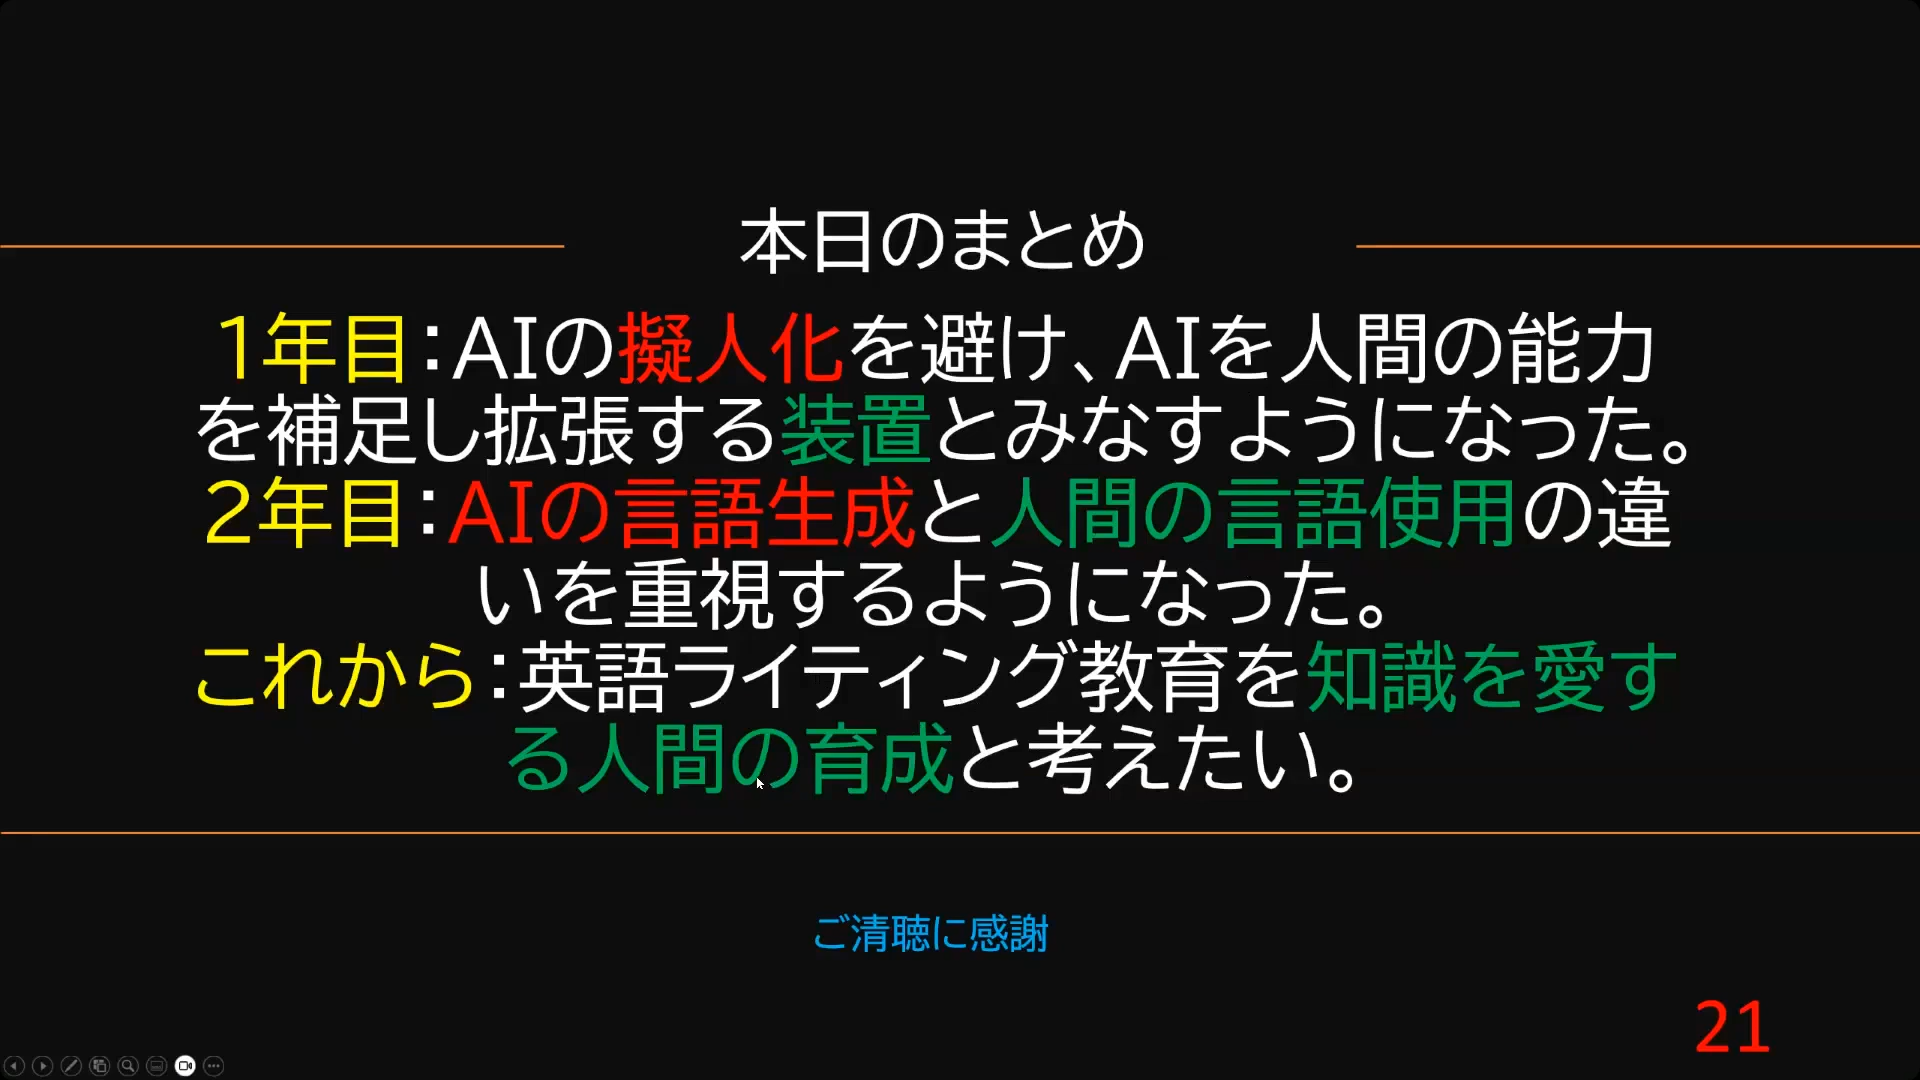 本日のまとめ
1年目：AIの擬人化を避け、AIを人間の能力
を補足し拡張する装置とみなすようになった。
2年目：AIの言語生成と人間の言語使用の違
いを重視するようになった。
これから：英語ライティング教育を知識を愛す
る人間の育成と考えたい。
ご清聴に感謝
21